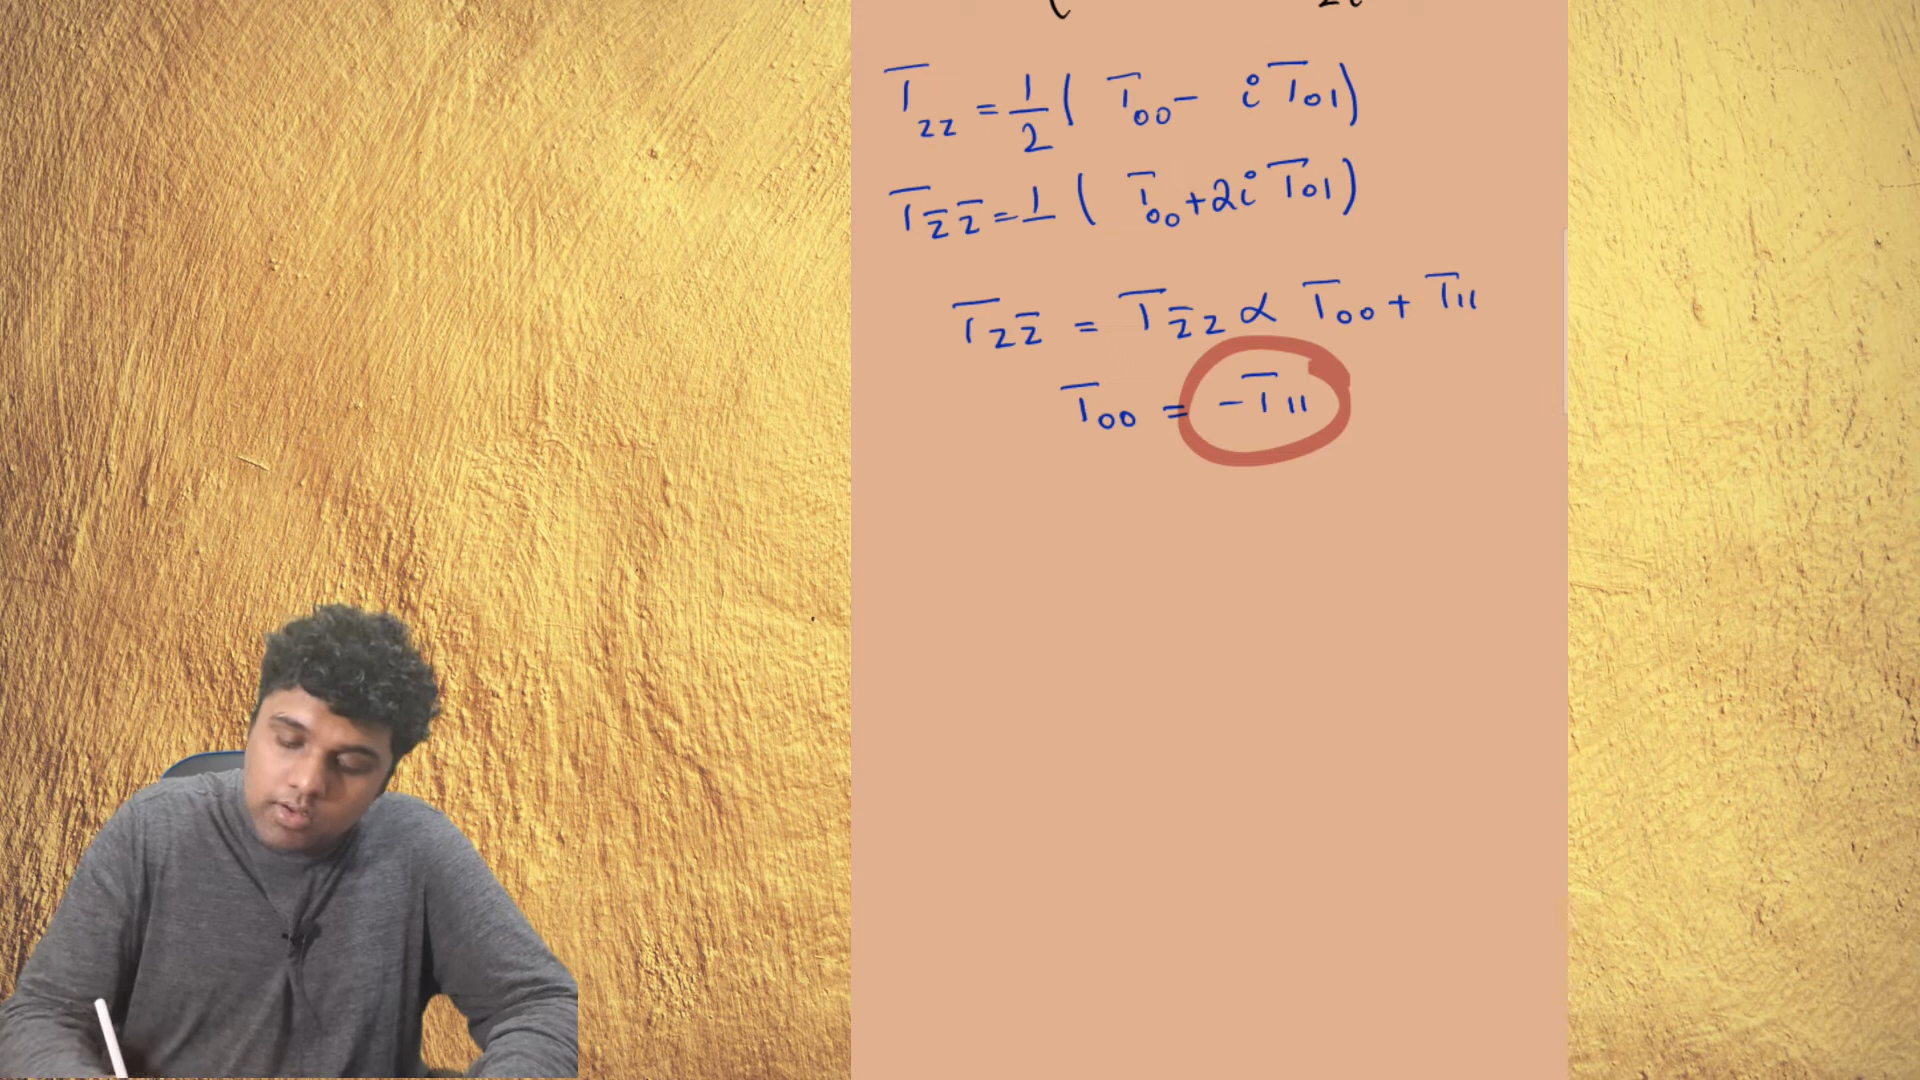 T_zz = 1/2 ( T_00 - i T_01)
T_z̄z̄ = 1 ( T_00 + 2i T_01)
T_zz̄ = T_z̄z ∝ T_00 + T_11
T_00 = -T_11